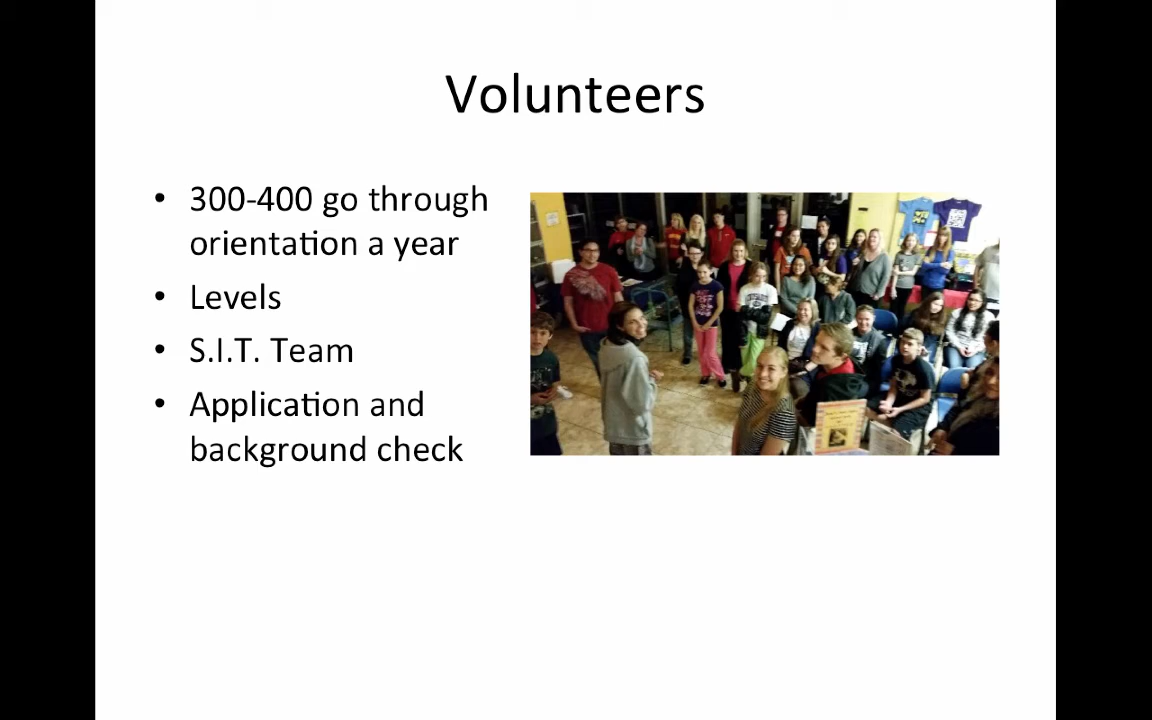 Volunteers
• 300-400 go through
orientation a year
• Levels
• S.I.T. Team
• Application and
background check